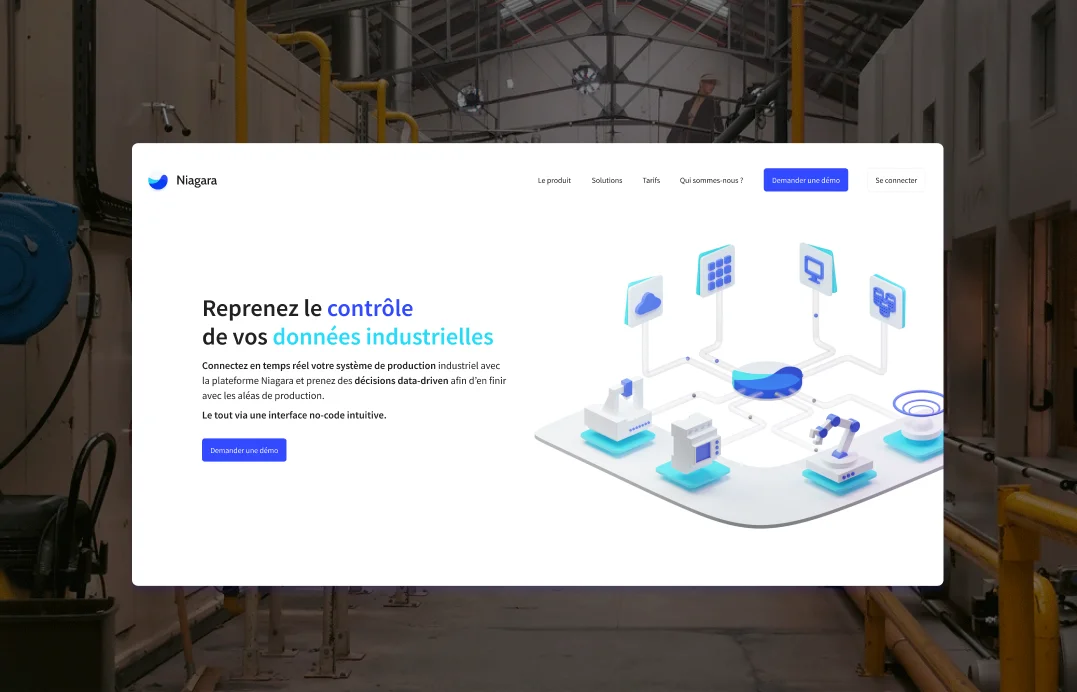 Niagara
Le produit
Solutions
Tarifs
Qui sommes-nous ?
Demander une démo
Se connecter
Reprenez le contrôle
de vos données industrielles
Connectez en temps réel votre système de production industriel avec
la plateforme Niagara et prenez des décisions data-driven afin d'en finir
avec les aléas de production.
Le tout via une interface no-code intuitive.
Demander une démo